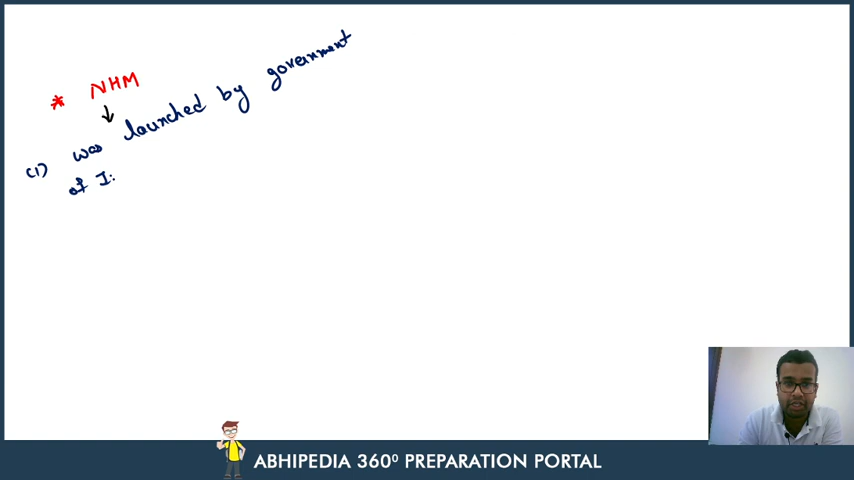 * NHM
(1) was launched by government
of I:
ABHIPEDIA 360° PREPARATION PORTAL